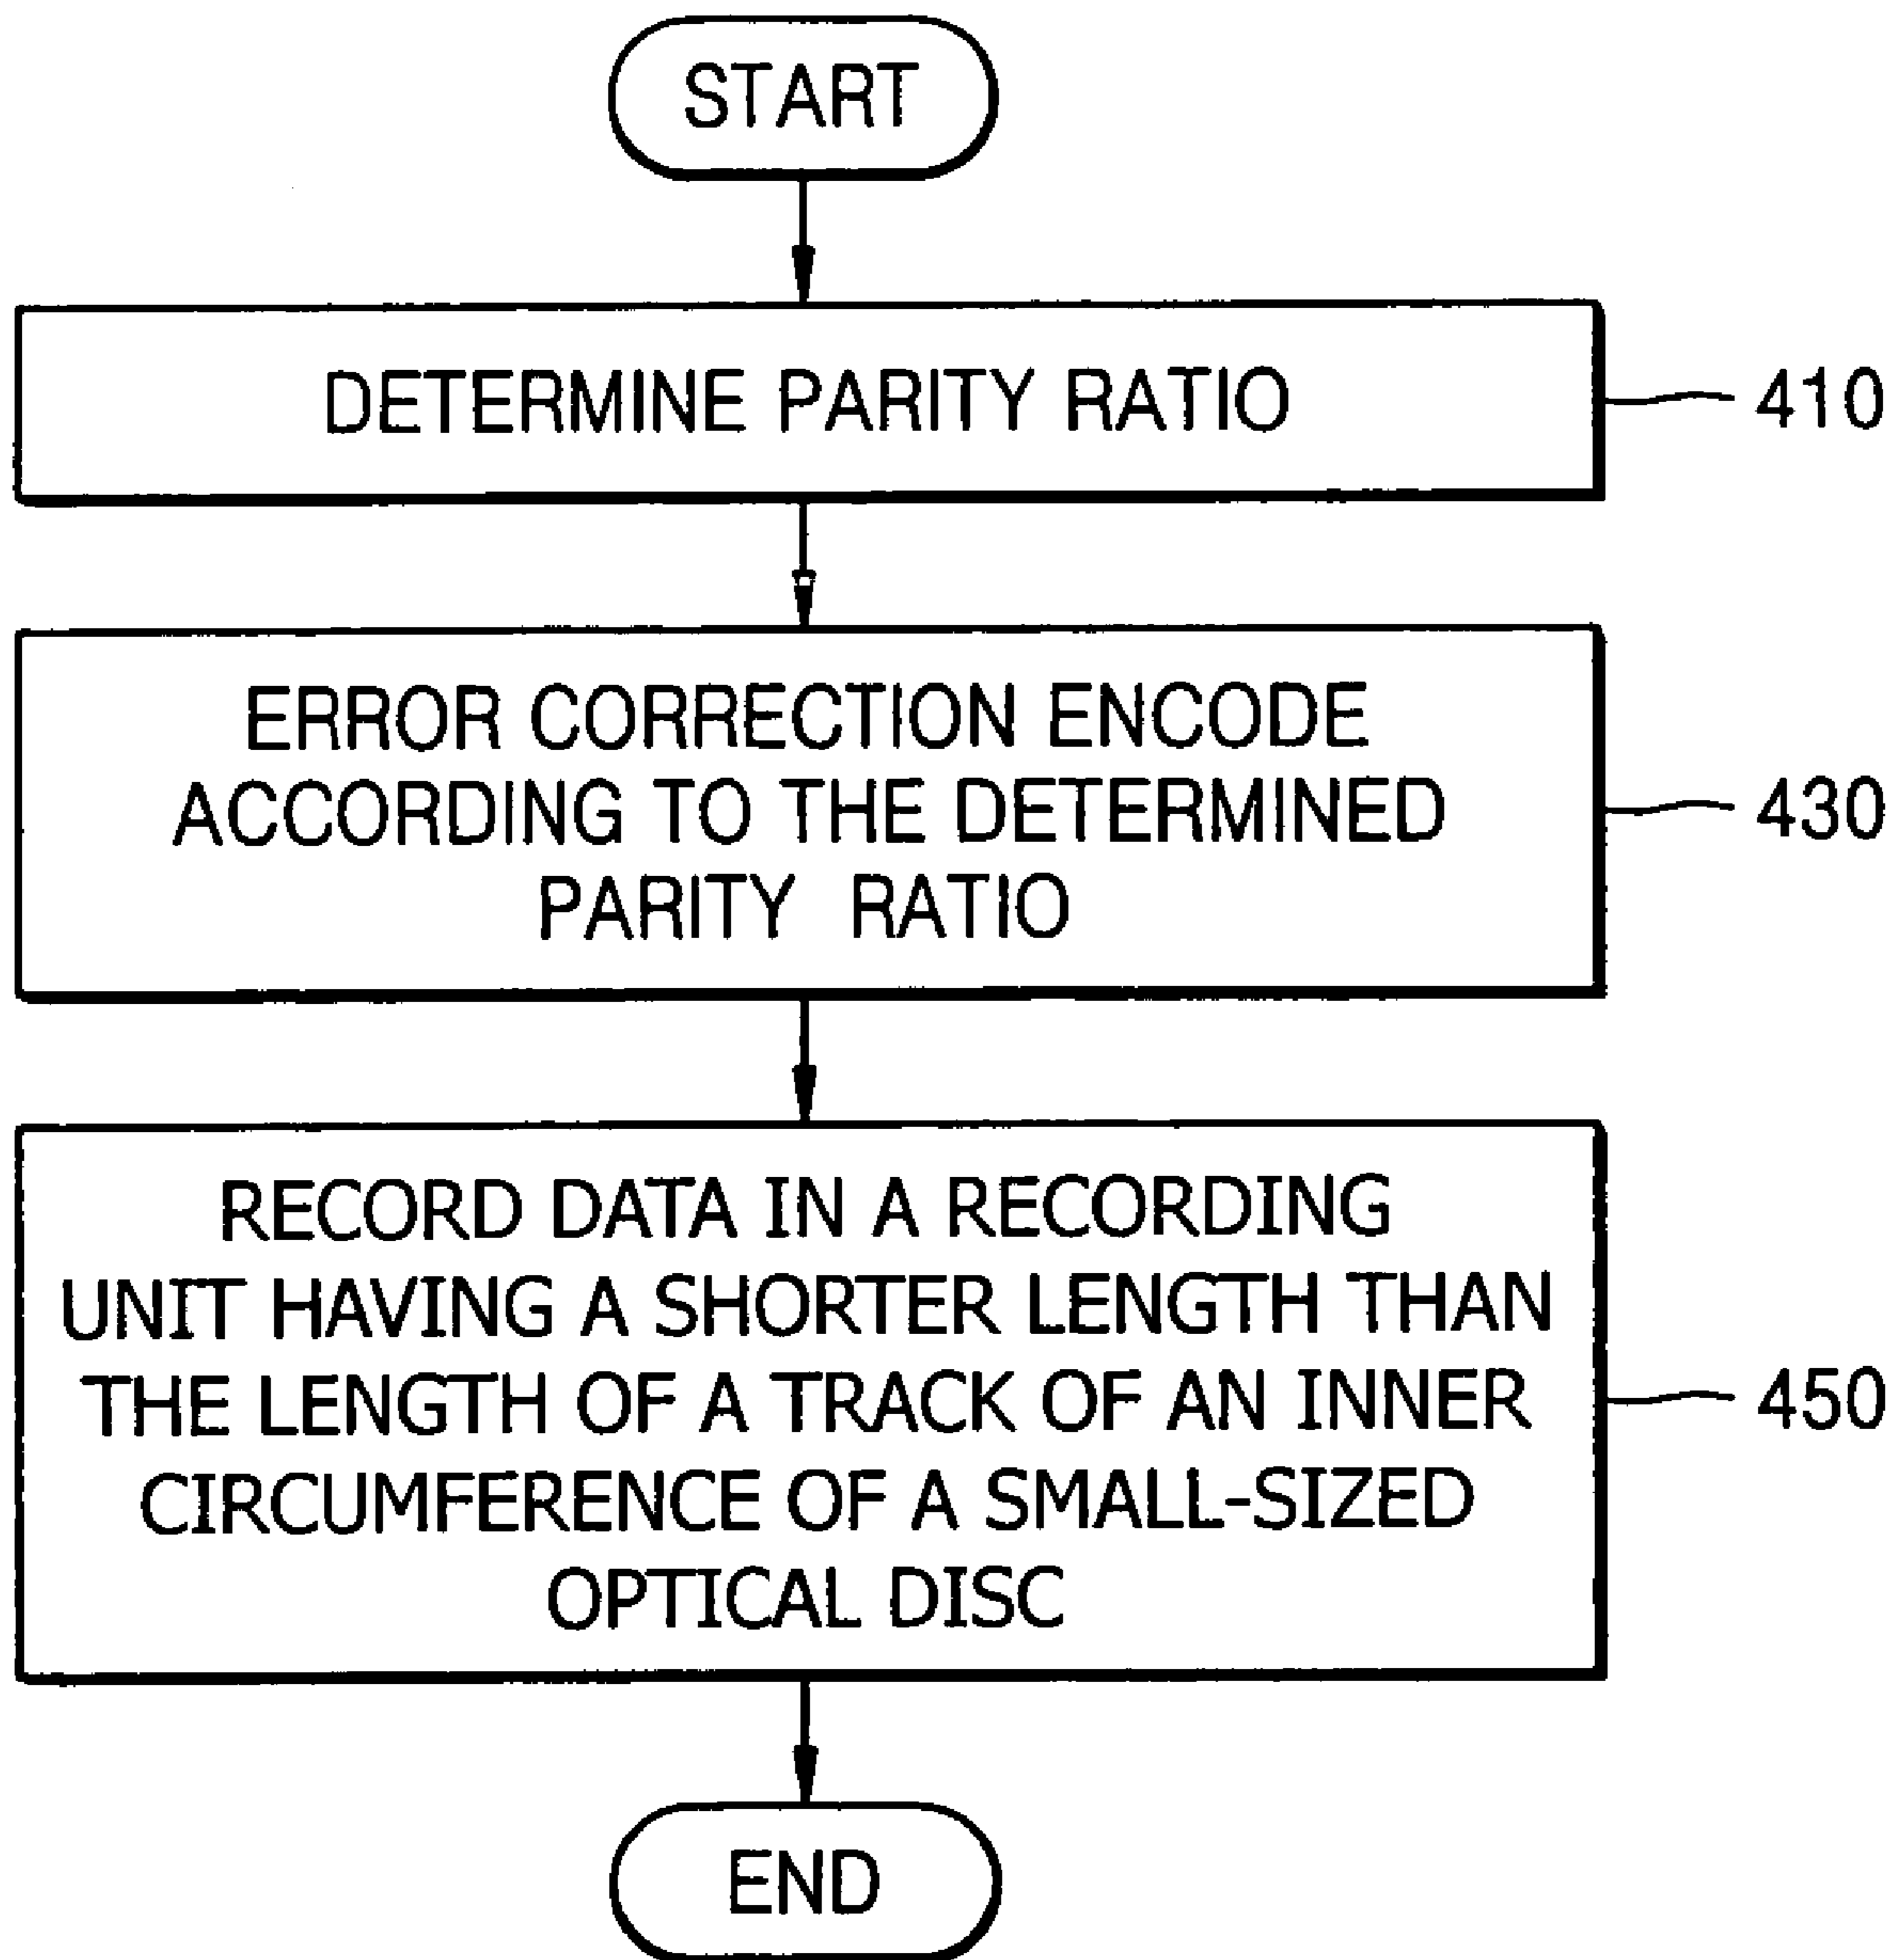 START
DETERMINE PARITY RATIO
410
ERROR CORRECTION ENCODE
ACCORDING TO THE DETERMINED
PARITY RATIO
430
RECORD DATA IN A RECORDING
UNIT HAVING A SHORTER LENGTH THAN
THE LENGTH OF A TRACK OF AN INNER
CIRCUMFERENCE OF A SMALL-SIZED
OPTICAL DISC
450
END